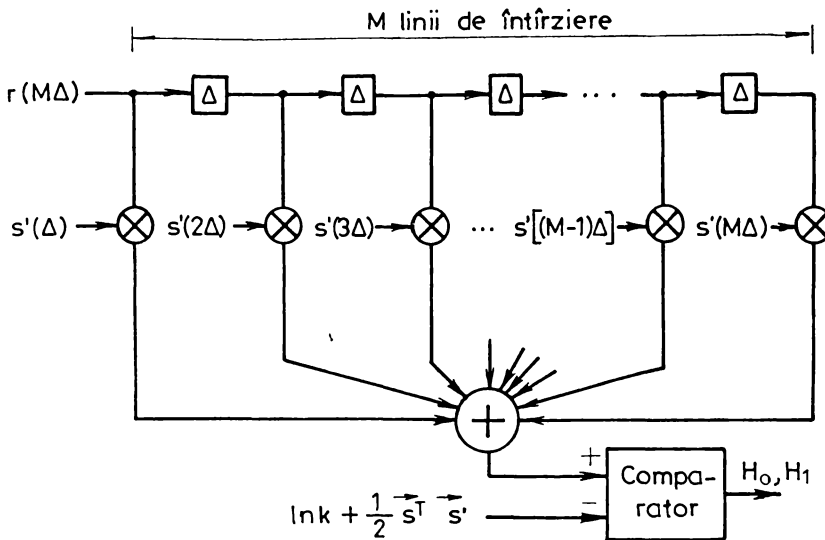 M linii de întîrziere
r(MΔ) Δ Δ Δ ... Δ
s'(Δ) s'(2Δ) s'(3Δ) ... s'[(M-1)Δ] s'(MΔ)
+
+
ln k + 1/2 s⃗ᵀ s⃗' −
Compa-
rator
H₀, H₁